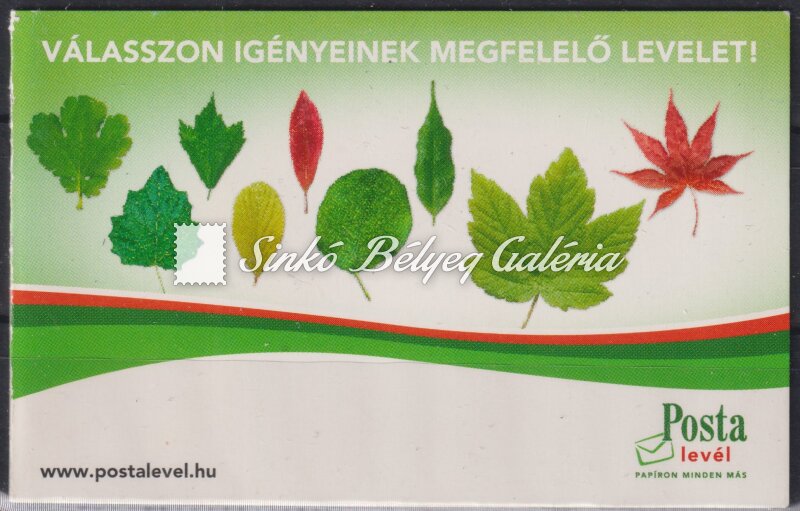 VÁLASSZON IGÉNYEINEK MEGFELELŐ LEVELET!
Sinkó Bélyeg Galéria
Posta
levél
PAPÍRON MINDEN MÁS
www.postalevel.hu